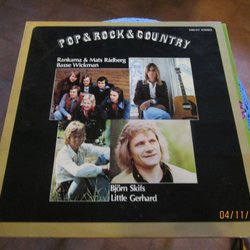 POP & ROCK & COUNTRY
Rankarna & Mats Rådberg
Basse Wickman
Björn Skifs
Little Gerhard
04/11/